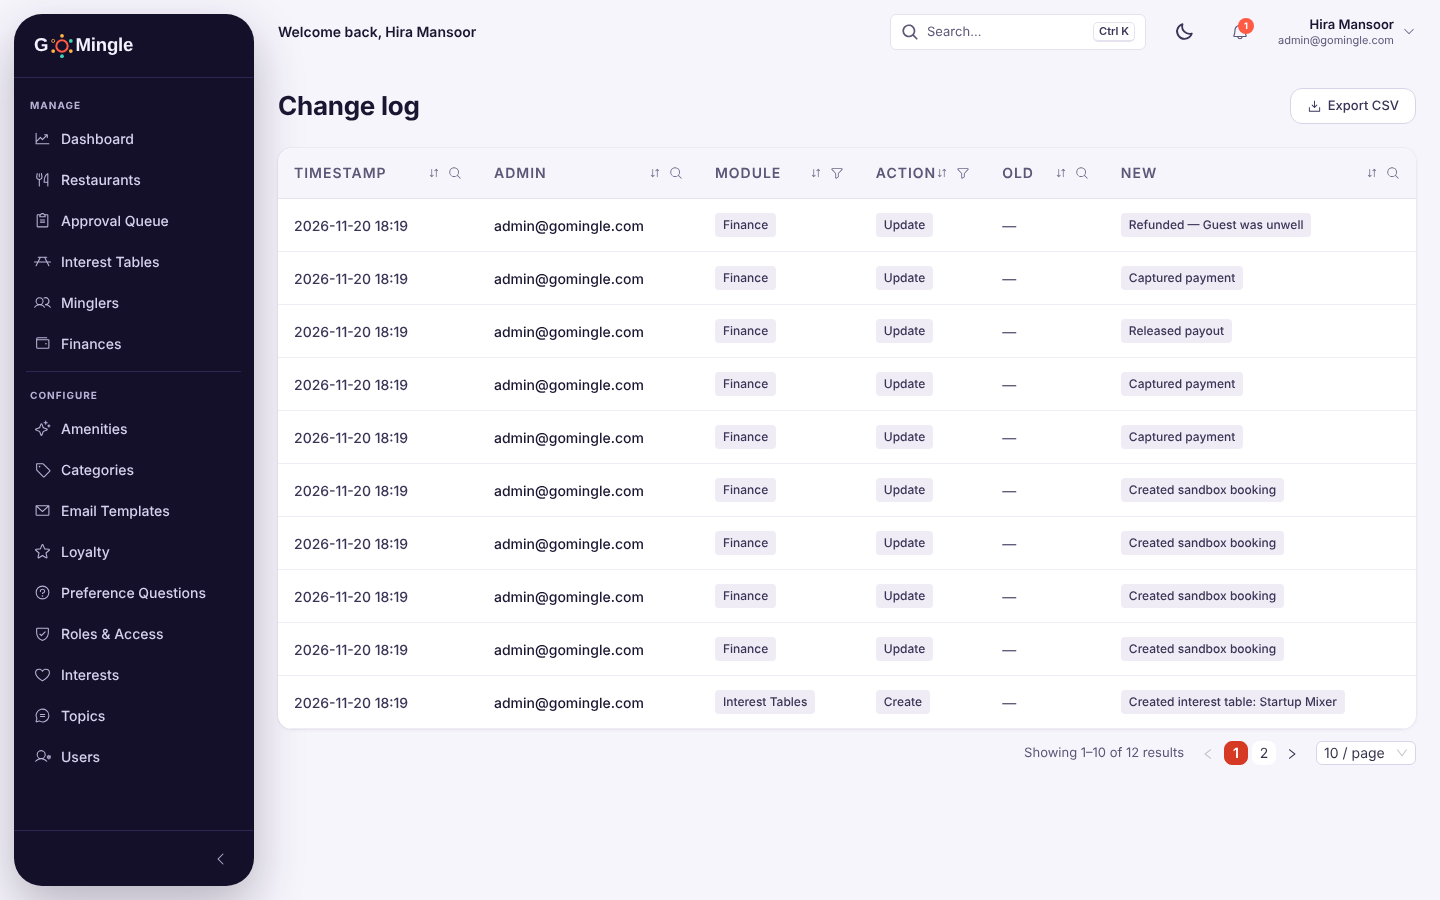 GoMingle
Welcome back, Hira Mansoor
Search...
Ctrl K
1
Hira Mansoor
admin@gomingle.com
MANAGE
Dashboard
Restaurants
Approval Queue
Interest Tables
Minglers
Finances
CONFIGURE
Amenities
Categories
Email Templates
Loyalty
Preference Questions
Roles & Access
Interests
Topics
Users
Change log
Export CSV
TIMESTAMP ADMIN MODULE ACTION OLD NEW
2026-11-20 18:19 admin@gomingle.com Finance Update — Refunded — Guest was unwell
2026-11-20 18:19 admin@gomingle.com Finance Update — Captured payment
2026-11-20 18:19 admin@gomingle.com Finance Update — Released payout
2026-11-20 18:19 admin@gomingle.com Finance Update — Captured payment
2026-11-20 18:19 admin@gomingle.com Finance Update — Captured payment
2026-11-20 18:19 admin@gomingle.com Finance Update — Created sandbox booking
2026-11-20 18:19 admin@gomingle.com Finance Update — Created sandbox booking
2026-11-20 18:19 admin@gomingle.com Finance Update — Created sandbox booking
2026-11-20 18:19 admin@gomingle.com Finance Update — Created sandbox booking
2026-11-20 18:19 admin@gomingle.com Interest Tables Create — Created interest table: Startup Mixer
Showing 1–10 of 12 results 1 2 10 / page